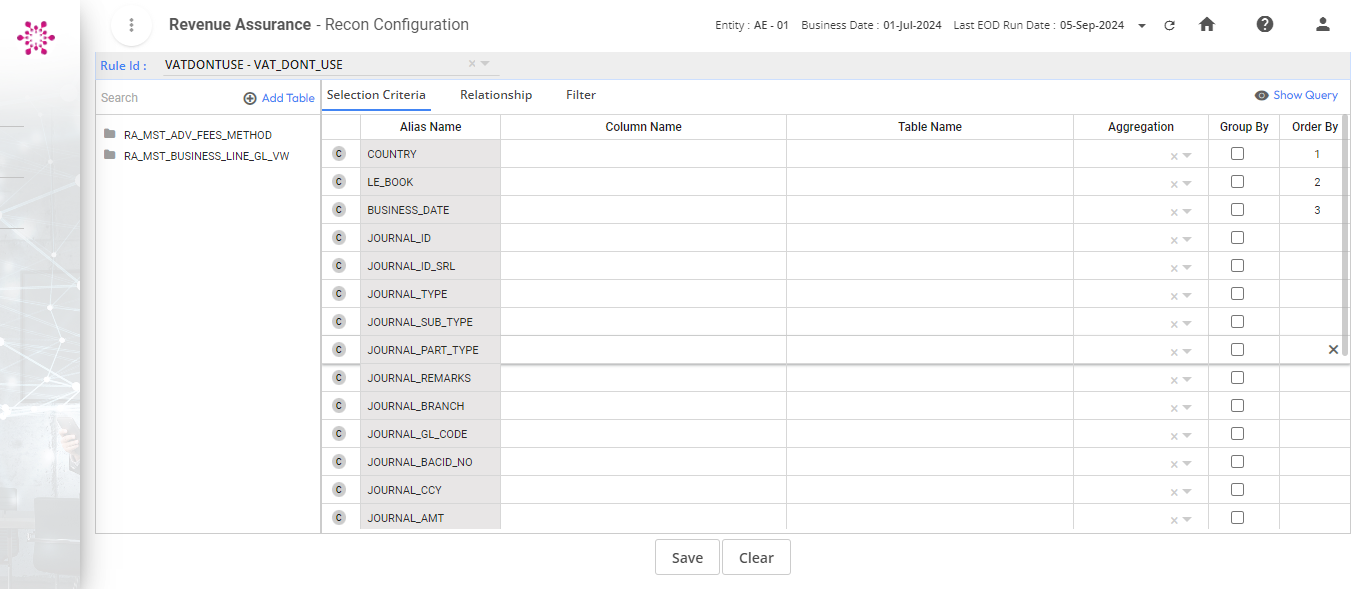 Revenue Assurance - Recon Configuration
Entity : AE - 01 Business Date : 01-Jul-2024 Last EOD Run Date : 05-Sep-2024
Rule Id : VATDONTUSE - VAT_DONT_USE
Search Add Table
Selection Criteria Relationship Filter Show Query
RA_MST_ADV_FEES_METHOD
RA_MST_BUSINESS_LINE_GL_VW
Alias Name Column Name Table Name Aggregation Group By Order By
C COUNTRY 1
C LE_BOOK 2
C BUSINESS_DATE 3
C JOURNAL_ID
C JOURNAL_ID_SRL
C JOURNAL_TYPE
C JOURNAL_SUB_TYPE
C JOURNAL_PART_TYPE
C JOURNAL_REMARKS
C JOURNAL_BRANCH
C JOURNAL_GL_CODE
C JOURNAL_BACID_NO
C JOURNAL_CCY
C JOURNAL_AMT
Save Clear